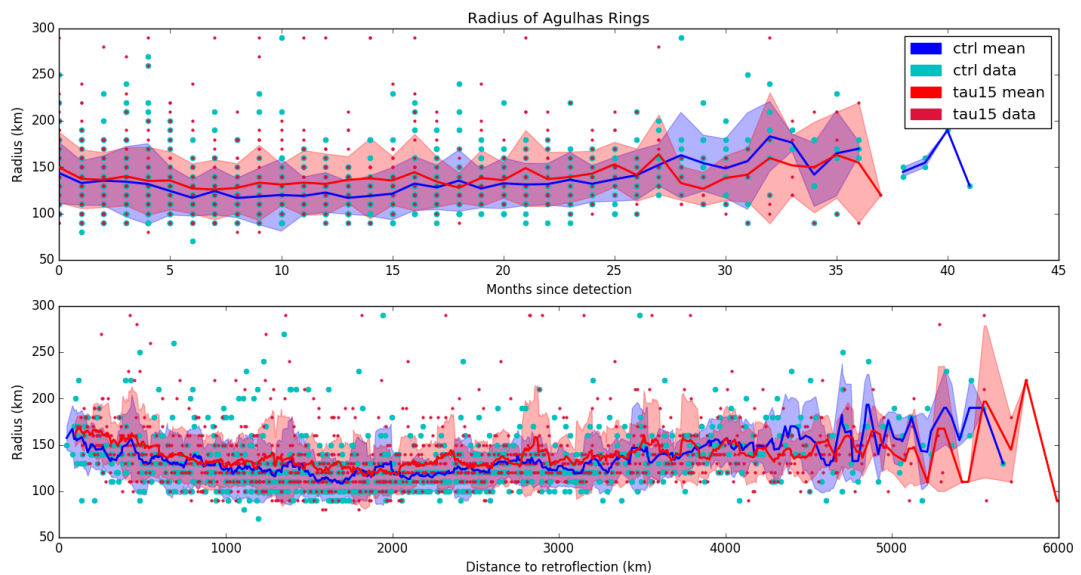 Radius of Agulhas Rings
300
250
200
150
100
50
Radius (km)
0 5 10 15 20 25 30 35 40 45
Months since detection
ctrl mean
ctrl data
tau15 mean
tau15 data
300
250
200
150
100
50
Radius (km)
0 1000 2000 3000 4000 5000 6000
Distance to retroflection (km)